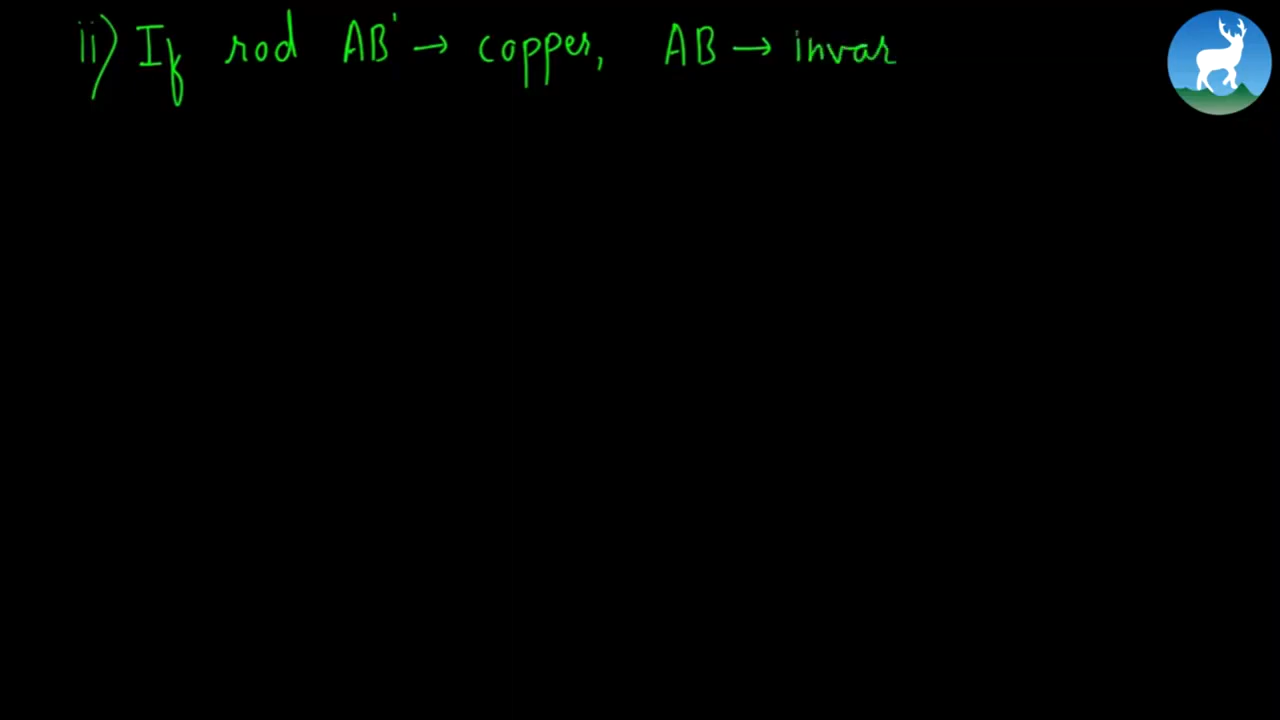 ii) If rod AB' → copper, AB → invar